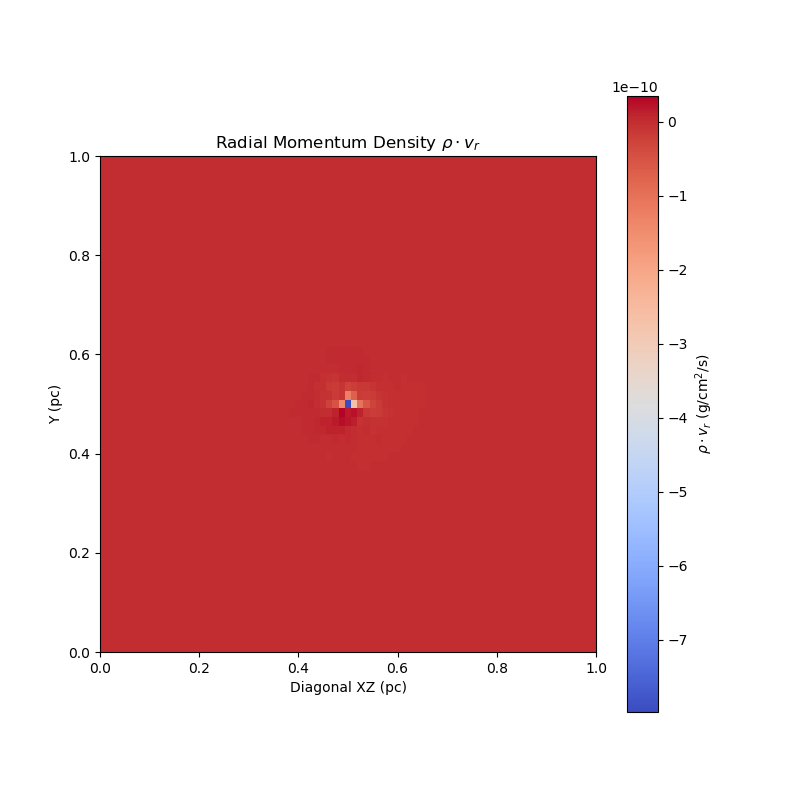 1e−10
Radial Momentum Density ρ · v_r
1.0
0.8
0.6
0.4
0.2
0.0
Y (pc)
0.0 0.2 0.4 0.6 0.8 1.0
Diagonal XZ (pc)
0
−1
−2
−3
−4
−5
−6
−7
ρ · v_r (g/cm²/s)